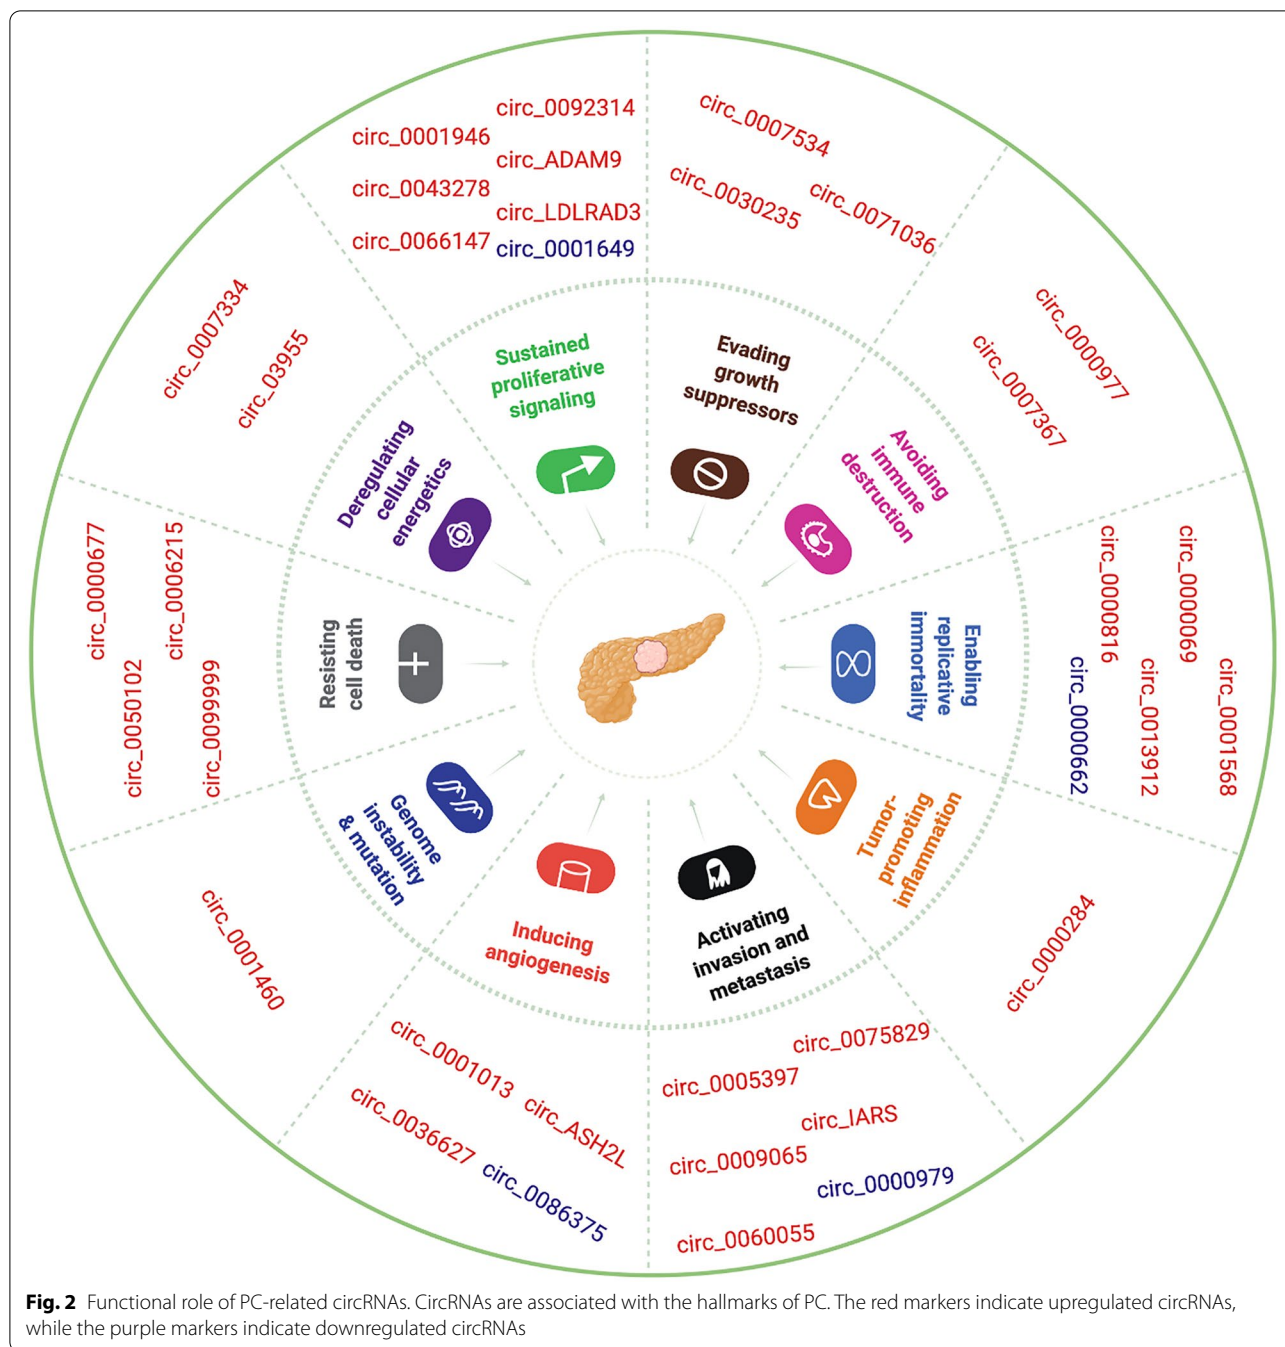 circ_0092314
circ_0001946
circ_ADAM9
circ_0043278
circ_LDLRAD3
circ_0066147
circ_0001649
circ_0007534
circ_0030235
circ_0071036
circ_0000977
circ_0007367
circ_0000816
circ_0000069
circ_0000662
circ_0013912
circ_0001568
circ_0000284
circ_0075829
circ_0005397
circ_IARS
circ_0009065
circ_0000979
circ_0060055
circ_0001013
circ_ASH2L
circ_0036627
circ_0086375
circ_0001460
circ_0000677
circ_0006215
circ_0050102
circ_0099999
circ_0007334
circ_03955
Sustained
proliferative
signaling
Evading
growth
suppressors
Avoiding
immune
destruction
Enabling
replicative
immortality
Tumor-
promoting
inflammation
Activating
invasion and
metastasis
Inducing
angiogenesis
Genome
instability
& mutation
Resisting
cell death
Deregulating
cellular
energetics
Fig. 2 Functional role of PC-related circRNAs. CircRNAs are associated with the hallmarks of PC. The red markers indicate upregulated circRNAs,
while the purple markers indicate downregulated circRNAs